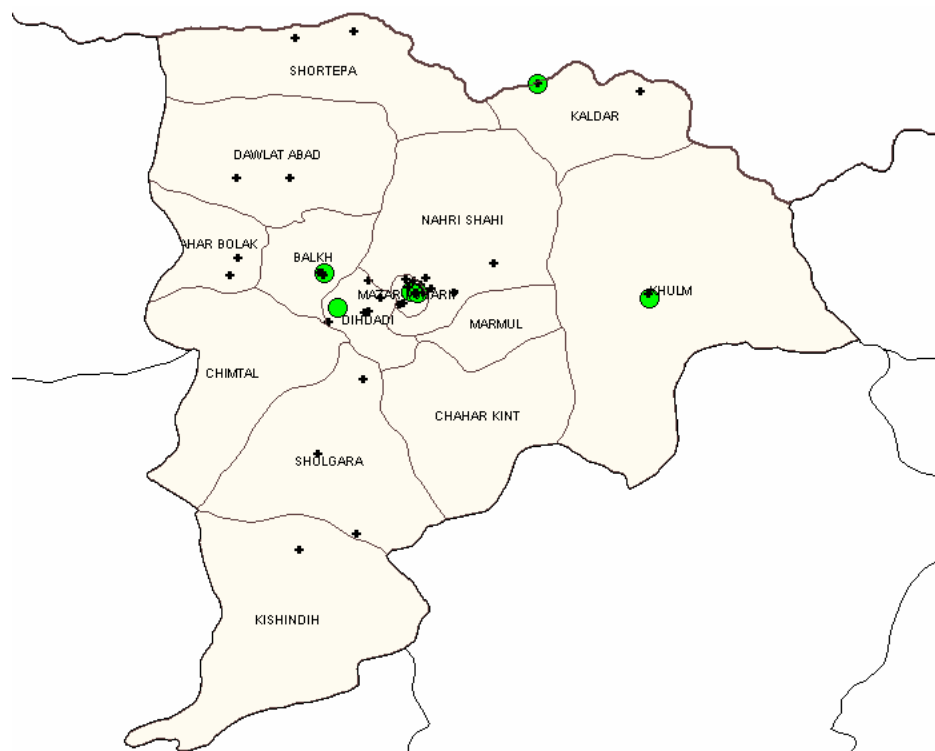 SHORTEPA
KALDAR
DAWLAT ABAD
NAHRI SHAHI
AHAR BOLAK
BALKH
KHULM
DIHDADI
MARMUL
CHIMTAL
CHAHAR KINT
SHOLGARA
KISHINDIH